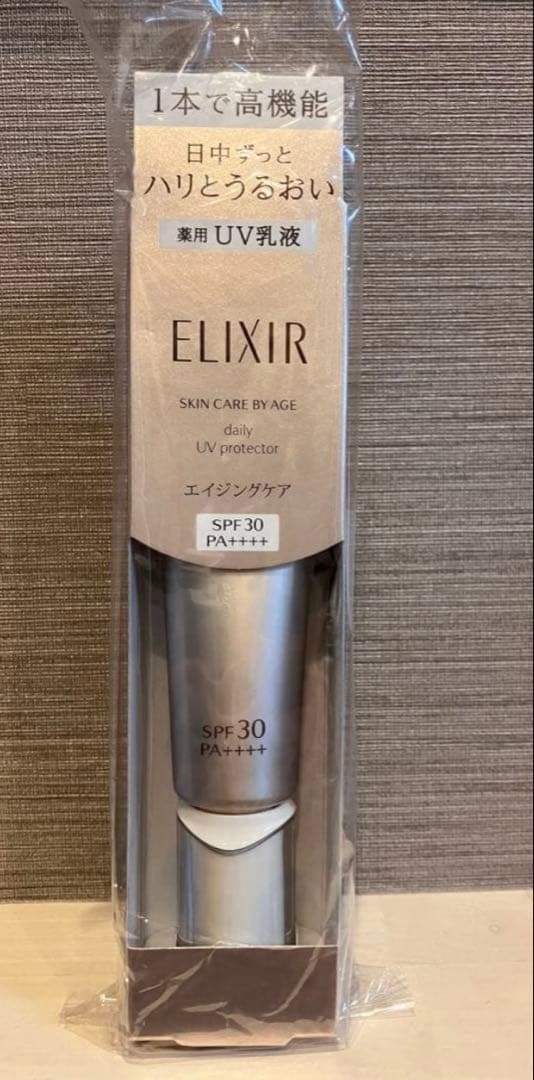 1本で高機能
日中ずっと
ハリとうるおい
薬用 UV乳液
ELIXIR
SKIN CARE BY AGE
daily
UV protector
エイジングケア
SPF30
PA++++
SPF30
PA++++